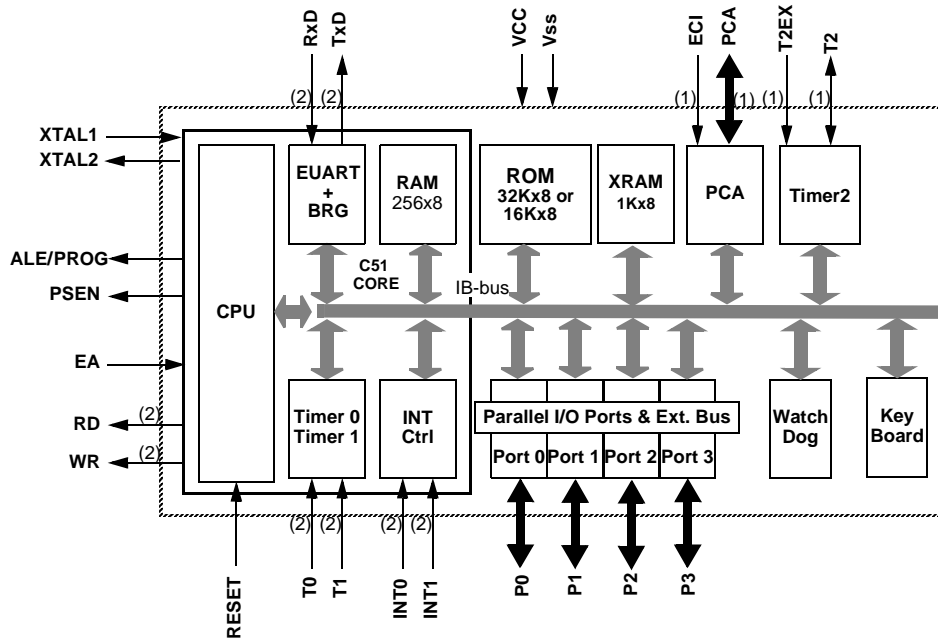 RxD
TxD
VCC
Vss
ECI
PCA
T2EX
T2
(2)
(2)
(1)
(1)
(1)
(1)
XTAL1
XTAL2
ALE/PROG
PSEN
EA
RD
(2)
WR
(2)
CPU
EUART
+
BRG
RAM
256x8
C51
CORE
ROM
32Kx8 or
16Kx8
XRAM
1Kx8
PCA
Timer2
IB-bus
Timer 0
Timer 1
INT
Ctrl
Parallel I/O Ports & Ext. Bus
Port 0
Port 1
Port 2
Port 3
Watch
Dog
Key
Board
(2)
(2)
(2)
(2)
RESET
T0
T1
INT0
INT1
P0
P1
P2
P3